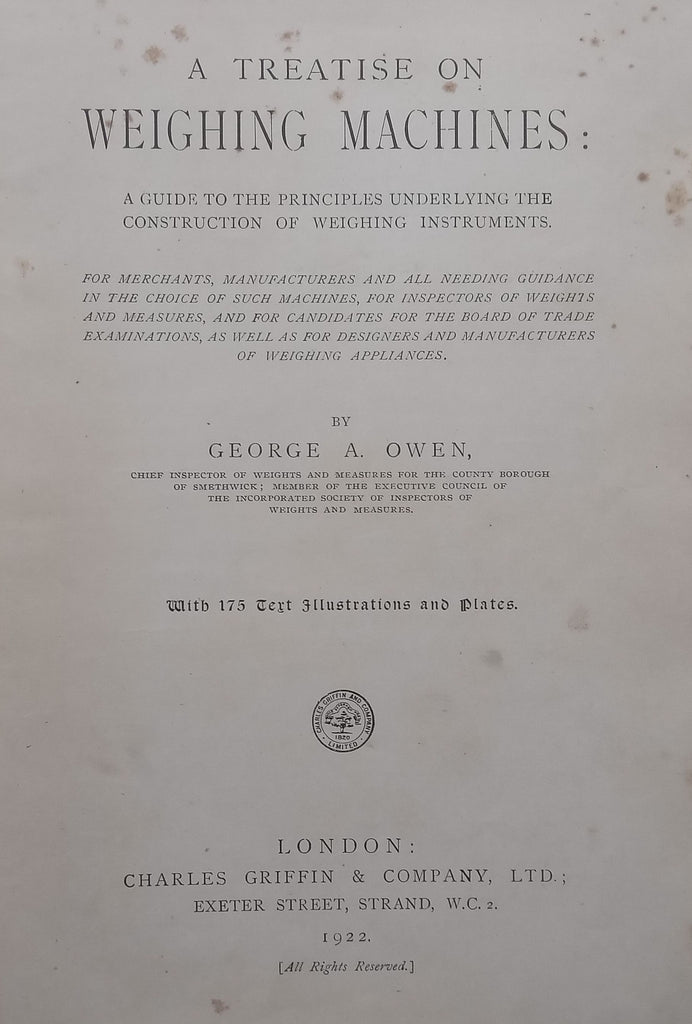 A TREATISE ON
WEIGHING MACHINES:
A GUIDE TO THE PRINCIPLES UNDERLYING THE
CONSTRUCTION OF WEIGHING INSTRUMENTS.
FOR MERCHANTS, MANUFACTURERS AND ALL NEEDING GUIDANCE
IN THE CHOICE OF SUCH MACHINES, FOR INSPECTORS OF WEIGHTS
AND MEASURES, AND FOR CANDIDATES FOR THE BOARD OF TRADE
EXAMINATIONS, AS WELL AS FOR DESIGNERS AND MANUFACTURERS
OF WEIGHING APPLIANCES.
BY
GEORGE A. OWEN,
CHIEF INSPECTOR OF WEIGHTS AND MEASURES FOR THE COUNTY BOROUGH
OF SMETHWICK; MEMBER OF THE EXECUTIVE COUNCIL OF
THE INCORPORATED SOCIETY OF INSPECTORS OF
WEIGHTS AND MEASURES.
With 175 Text Illustrations and Plates.
CHARLES GRIFFIN AND COMPANY
1820
LIMITED
LONDON:
CHARLES GRIFFIN & COMPANY, LTD.;
EXETER STREET, STRAND, W.C. 2.
1922.
[All Rights Reserved.]